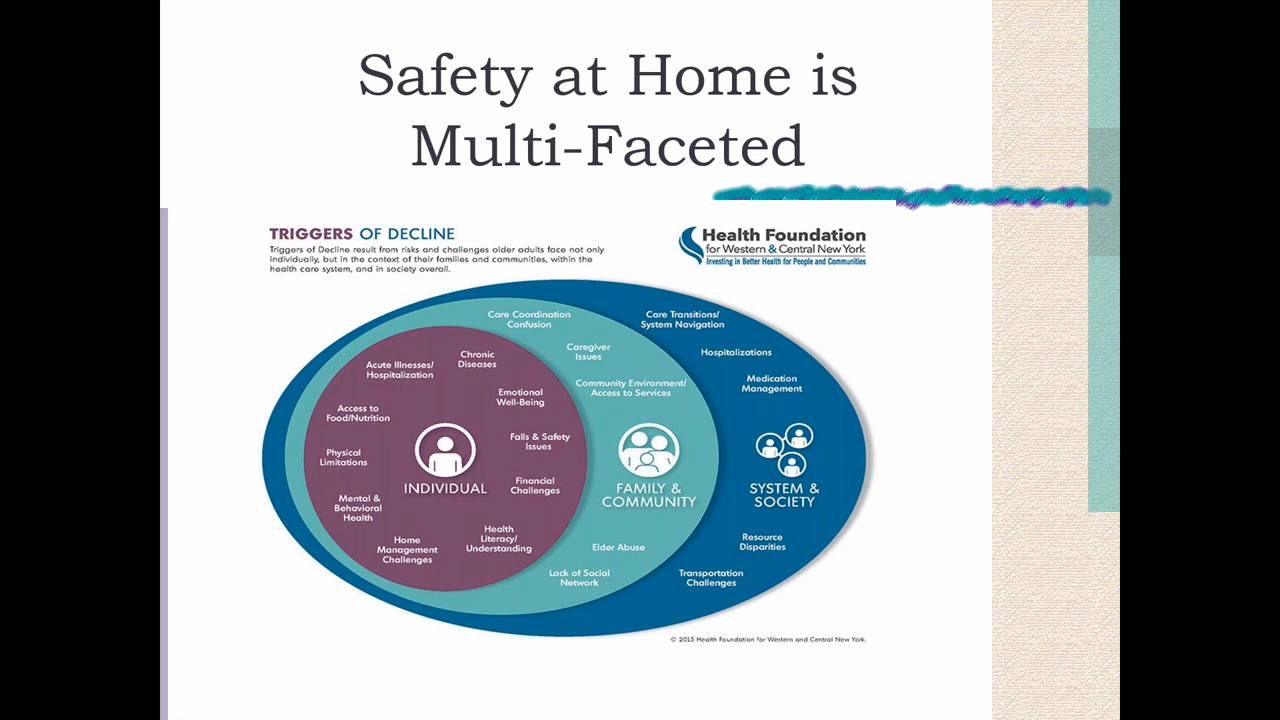 Safety at Home is
Multi-Faceted
TRIGGERS OF DECLINE
Triggers of Decline result from risks and challenges older adults face not only
individually, but in the context of their families and communities, within the
health care system, and in society overall.
Health Foundation
for Western & Central New York
Investing in Better Health for People and Communities
Acute Illnesses/
Hospitalization
Chronic
Diseases
Emotional
Well-Being
Access to
Food/Nutrition
Falls & Safety
Issues
Physical
Limitations
INDIVIDUAL
Financial
Challenges
Mental &
Behavioral
Health
Health
Literacy/
Understanding
Home
Management
Challenges
Care Coordination
Confusion
Caregiver
Issues
Community Environment/
Access to Services
FAMILY &
COMMUNITY
Elder Abuse
Lack of Social
Network
Care Transitions/
System Navigation
Hospitalizations
Medication
Management
SYSTEM &
SOCIETY
Resource
Disparities
Transportation
Challenges
© 2015 Health Foundation for Western and Central New York.